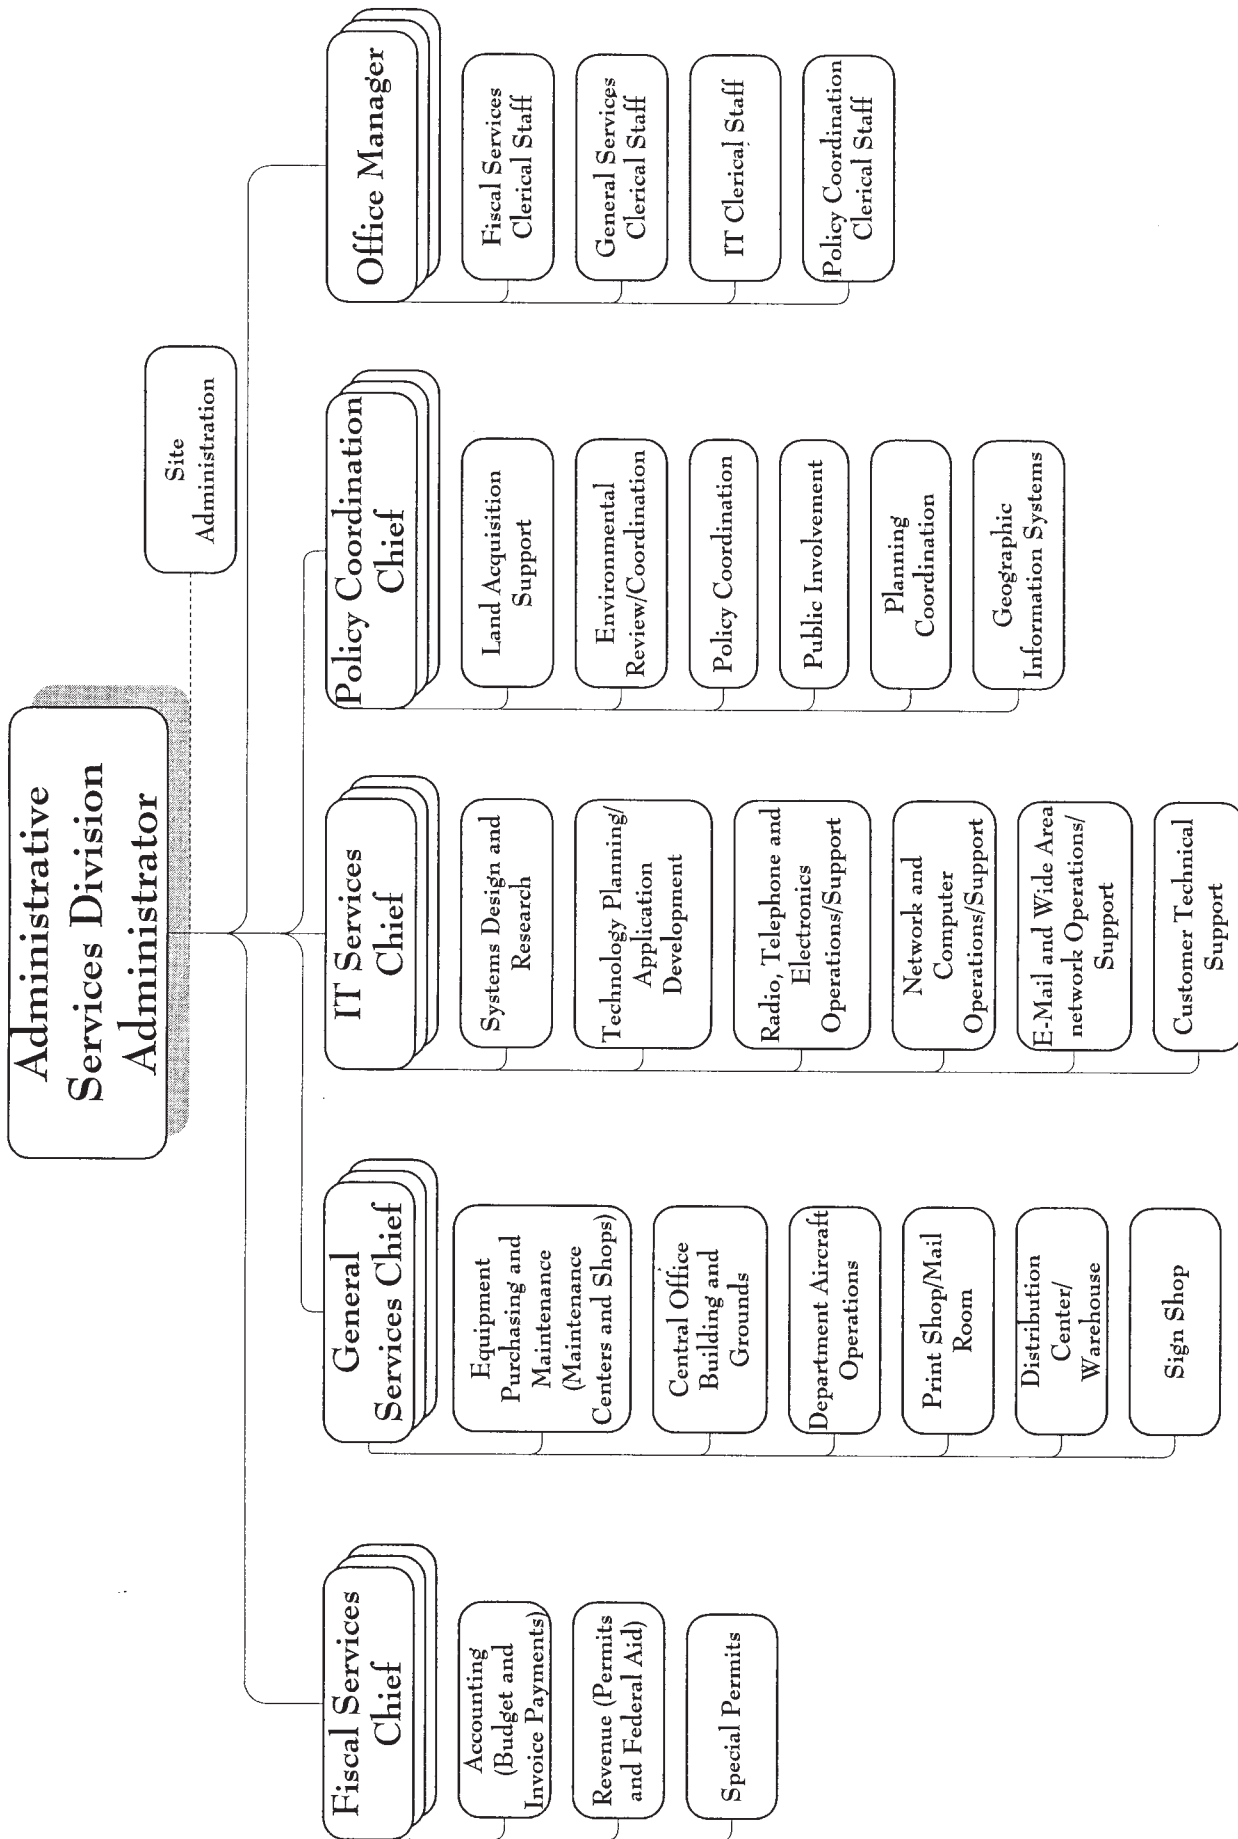 Administrative
Services Division
Administrator
Site
Administration
Fiscal Services
Chief
Accounting
(Budget and
Invoice Payments)
Revenue (Permits
and Federal Aid)
Special Permits
General
Services Chief
Equipment
Purchasing and
Maintenance
(Maintenance
Centers and Shops)
Central Office
Building and
Grounds
Department Aircraft
Operations
Print Shop/Mail
Room
Distribution
Center/
Warehouse
Sign Shop
IT Services
Chief
Systems Design and
Research
Technology Planning/
Application
Development
Radio, Telephone and
Electronics
Operations/Support
Network and
Computer
Operations/Support
E-Mail and Wide Area
network Operations/
Support
Customer Technical
Support
Policy Coordination
Chief
Land Acquisition
Support
Environmental
Review/Coordination
Policy Coordination
Public Involvement
Planning
Coordination
Geographic
Information Systems
Office Manager
Fiscal Services
Clerical Staff
General Services
Clerical Staff
IT Clerical Staff
Policy Coordination
Clerical Staff